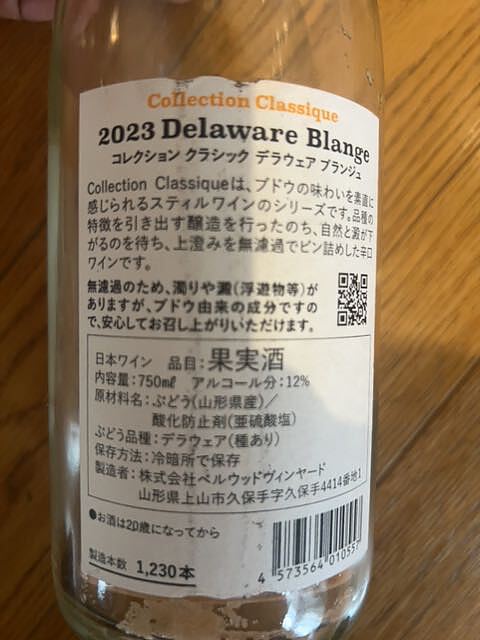 Collection Classique
2023 Delaware Blange
コレクション クラシック デラウェア ブランジュ
Collection Classiqueは、ブドウの味わいを素直に
感じられるスティルワインのシリーズです。品種の
特徴を引き出す醸造を行ったのち、自然と澱が下
がるのを待ち、上澄みを無濾過でビン詰めした辛口
ワインです。
無濾過のため、濁りや澱(浮遊物等)が
ありますが、ブドウ由来の成分ですの
で、安心してお召し上がりいただけます。
日本ワイン 品目:果実酒
内容量:750㎖ アルコール分:12%
原材料名:ぶどう(山形県産)/
酸化防止剤(亜硫酸塩)
ぶどう品種:デラウェア(種あり)
保存方法:冷暗所で保存
製造者:株式会社ベルウッドヴィンヤード
山形県上山市久保手字久保手4414番地1
●お酒は20歳になってから
製造本数 1,230本
4 573564 01055